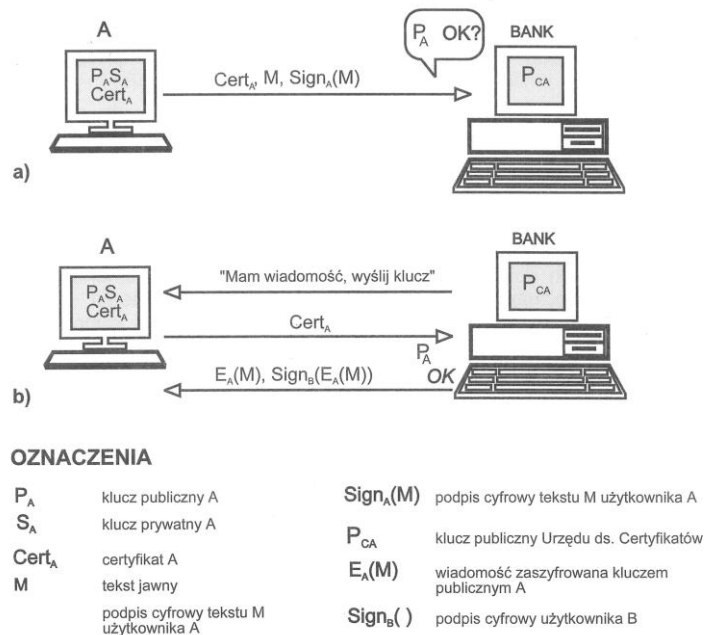 A
P_A OK?
BANK
P_A S_A
Cert_A
Cert_A, M, Sign_A(M)
P_CA
a)
A
BANK
"Mam wiadomość, wyślij klucz"
P_A S_A
Cert_A
P_CA
Cert_A
P_A
OK
E_A(M), Sign_B(E_A(M))
b)
OZNACZENIA
P_A klucz publiczny A
S_A klucz prywatny A
Cert_A certyfikat A
M tekst jawny
podpis cyfrowy tekstu M
użytkownika A
Sign_A(M) podpis cyfrowy tekstu M użytkownika A
P_CA klucz publiczny Urzędu ds. Certyfikatów
E_A(M) wiadomość zaszyfrowana kluczem
publicznym A
Sign_B( ) podpis cyfrowy użytkownika B